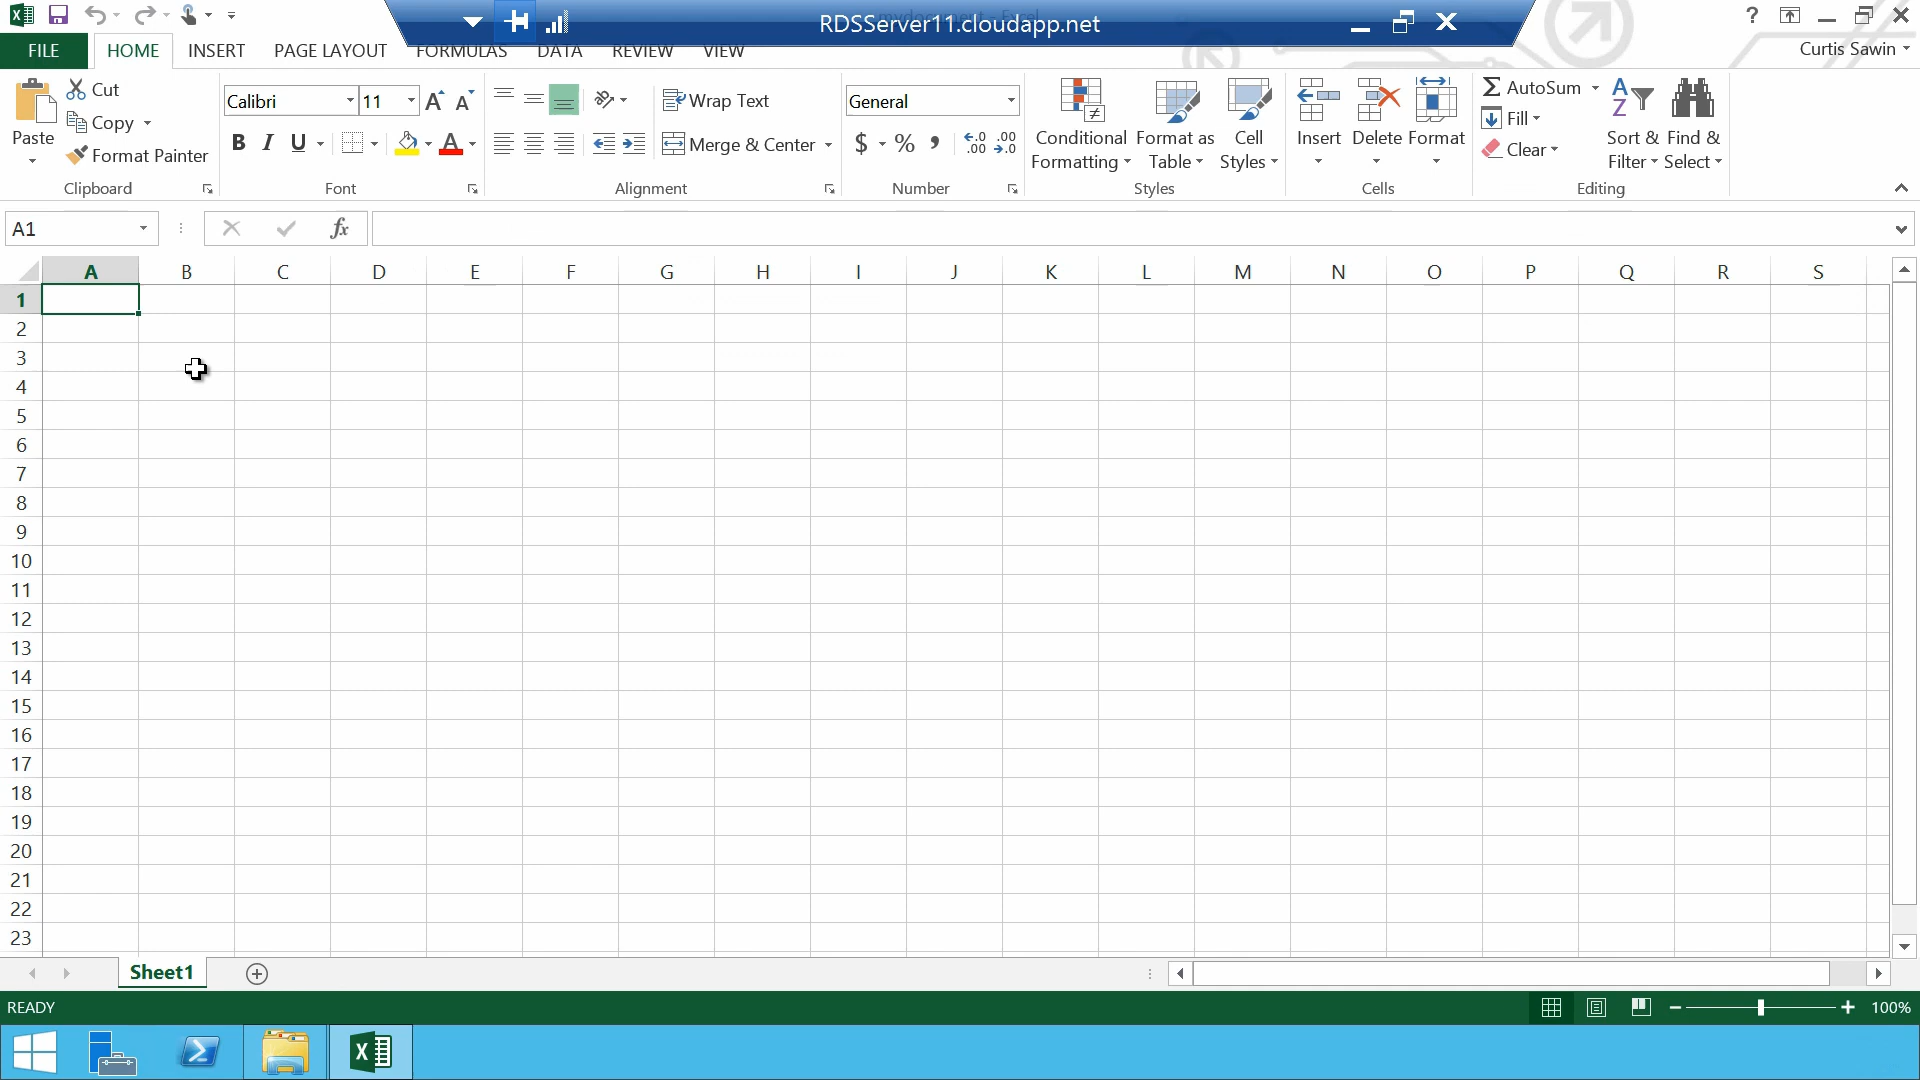 RDSServer11.cloudapp.net
FILE HOME INSERT PAGE LAYOUT FORMULAS DATA REVIEW VIEW
Curtis Sawin
Paste
Cut
Copy
Format Painter
Clipboard
Calibri 11
B I U A
Font
Wrap Text
Merge & Center
Alignment
General
$ % , .00 .0
Number
Conditional Formatting
Format as Table
Cell Styles
Styles
Insert Delete Format
Cells
AutoSum
Fill
Clear
Sort & Filter
Find & Select
Editing
A1
fx
A B C D E F G H I J K L M N O P Q R S
1
2
3
4
5
6
7
8
9
10
11
12
13
14
15
16
17
18
19
20
21
22
23
Sheet1
READY
100%